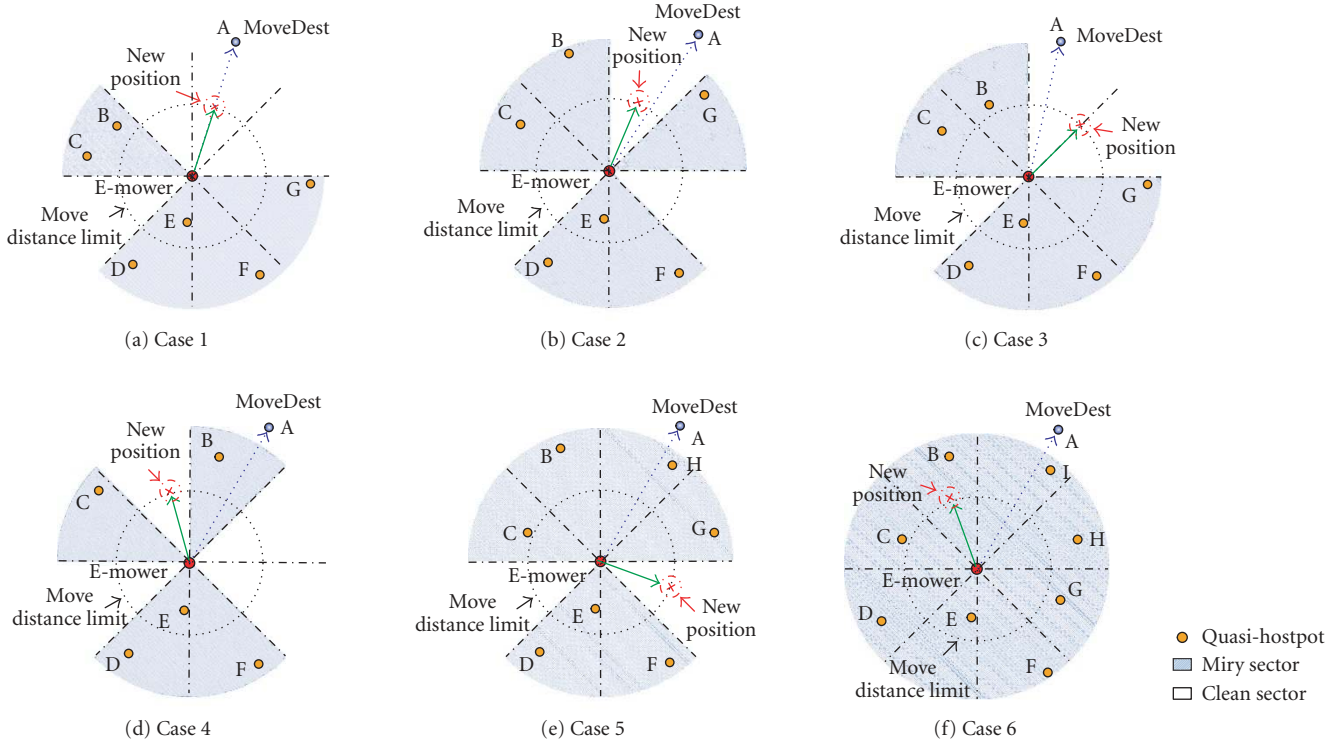 A
MoveDest
New
position
B
C
E-mower
G
Move
distance limit
E
D
F
(a) Case 1
B
MoveDest
A
New
position
C
G
E-mower
Move
distance limit
E
D
F
(b) Case 2
A
MoveDest
B
C
New
position
E-mower
G
Move
distance limit
E
D
F
(c) Case 3
MoveDest
A
B
New
position
C
E-mower
Move
distance limit
E
D
F
(d) Case 4
MoveDest
A
B
H
C
G
E-mower
Move
distance limit
E
New
position
D
F
(e) Case 5
MoveDest
A
B
I
New
position
C
H
E-mower
G
D
E
Move
distance limit
F
(f) Case 6
Quasi-hostpot
Miry sector
Clean sector